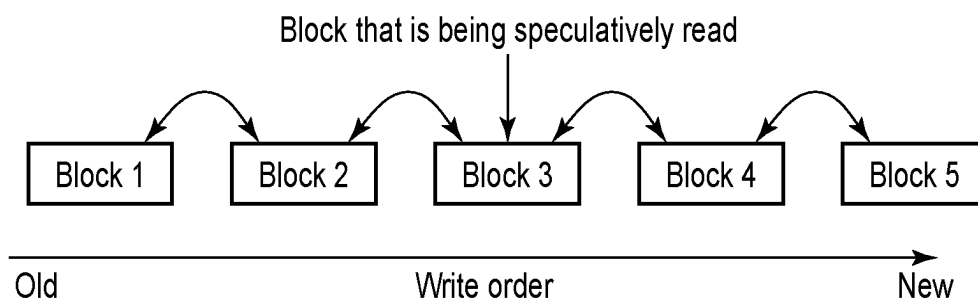 Block that is being speculatively read
Block 1 Block 2 Block 3 Block 4 Block 5
Old Write order New